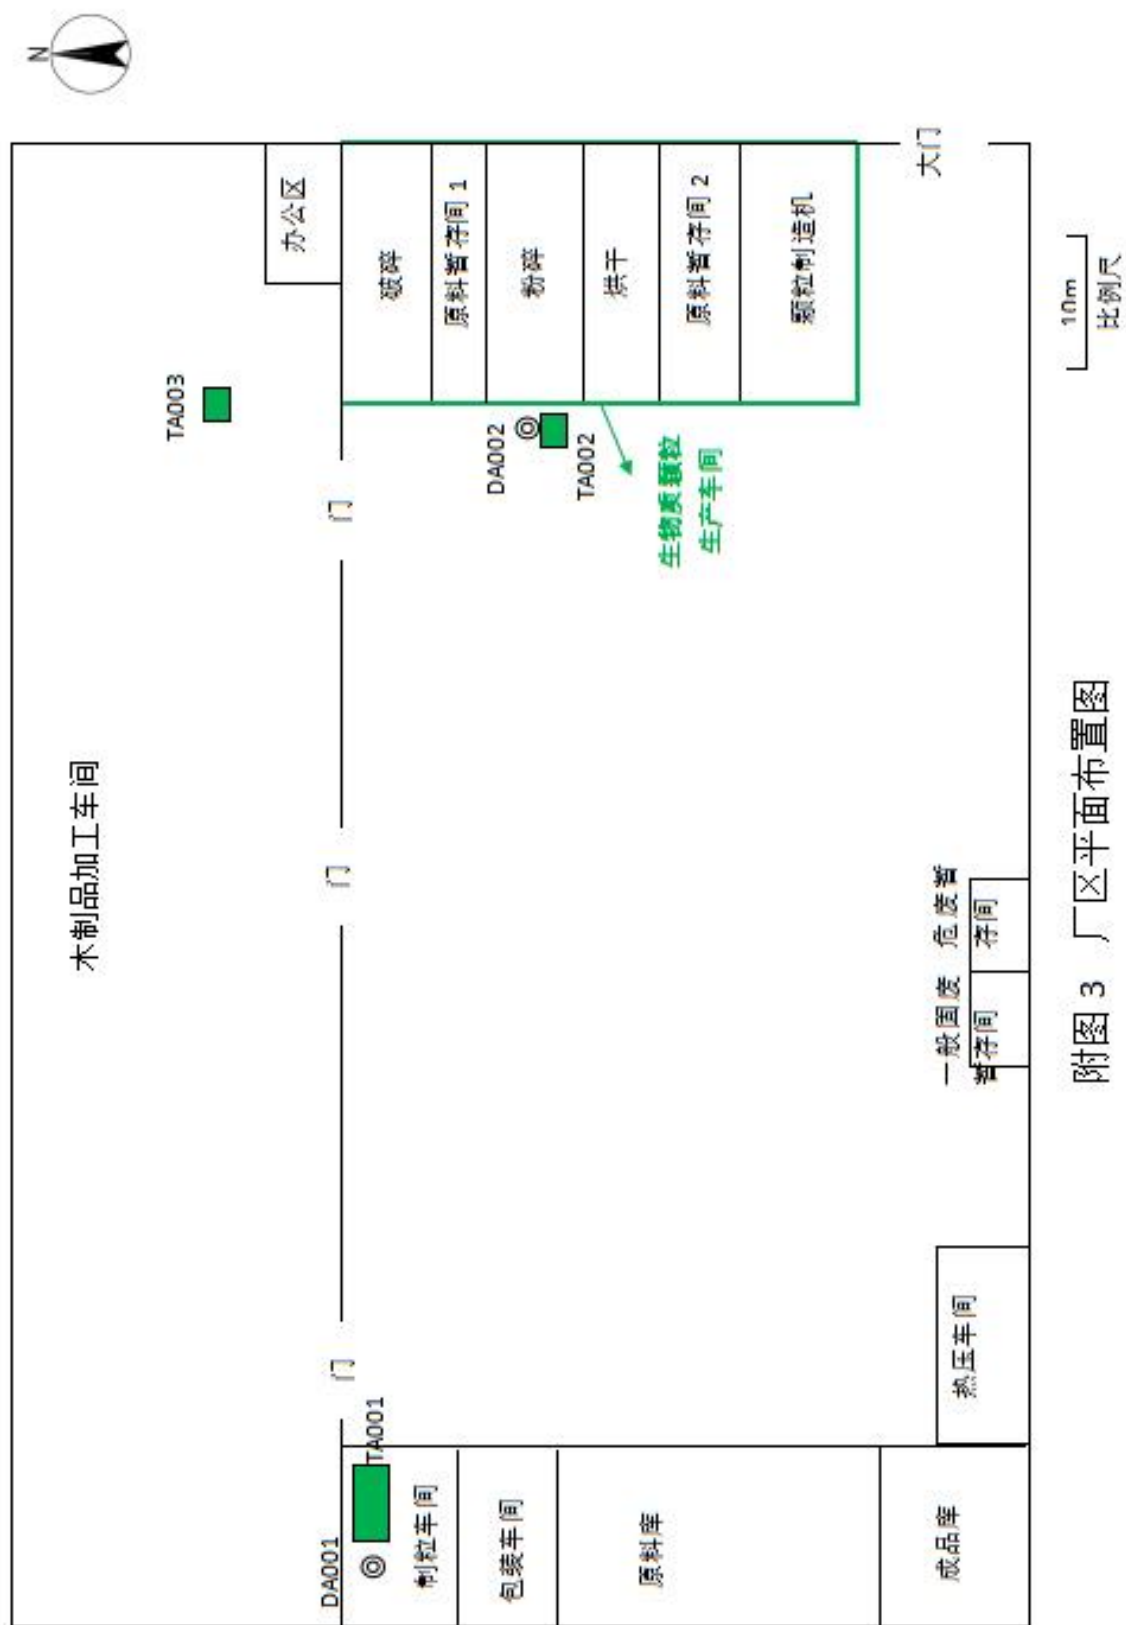 N
木制品加工车间
TA003
办公区
DA001
门
门
门
TA001
破碎
制粒车间
原料暂存间 1
DA002
包装车间
粉碎
TA002
烘干
原料库
生物质颗粒
生产车间
原料暂存间 2
颗粒制造机
大门
成品库
热压车间
一般固废
暂存间
危废暂
存间
10m
比例尺
附图 3 厂区平面布置图